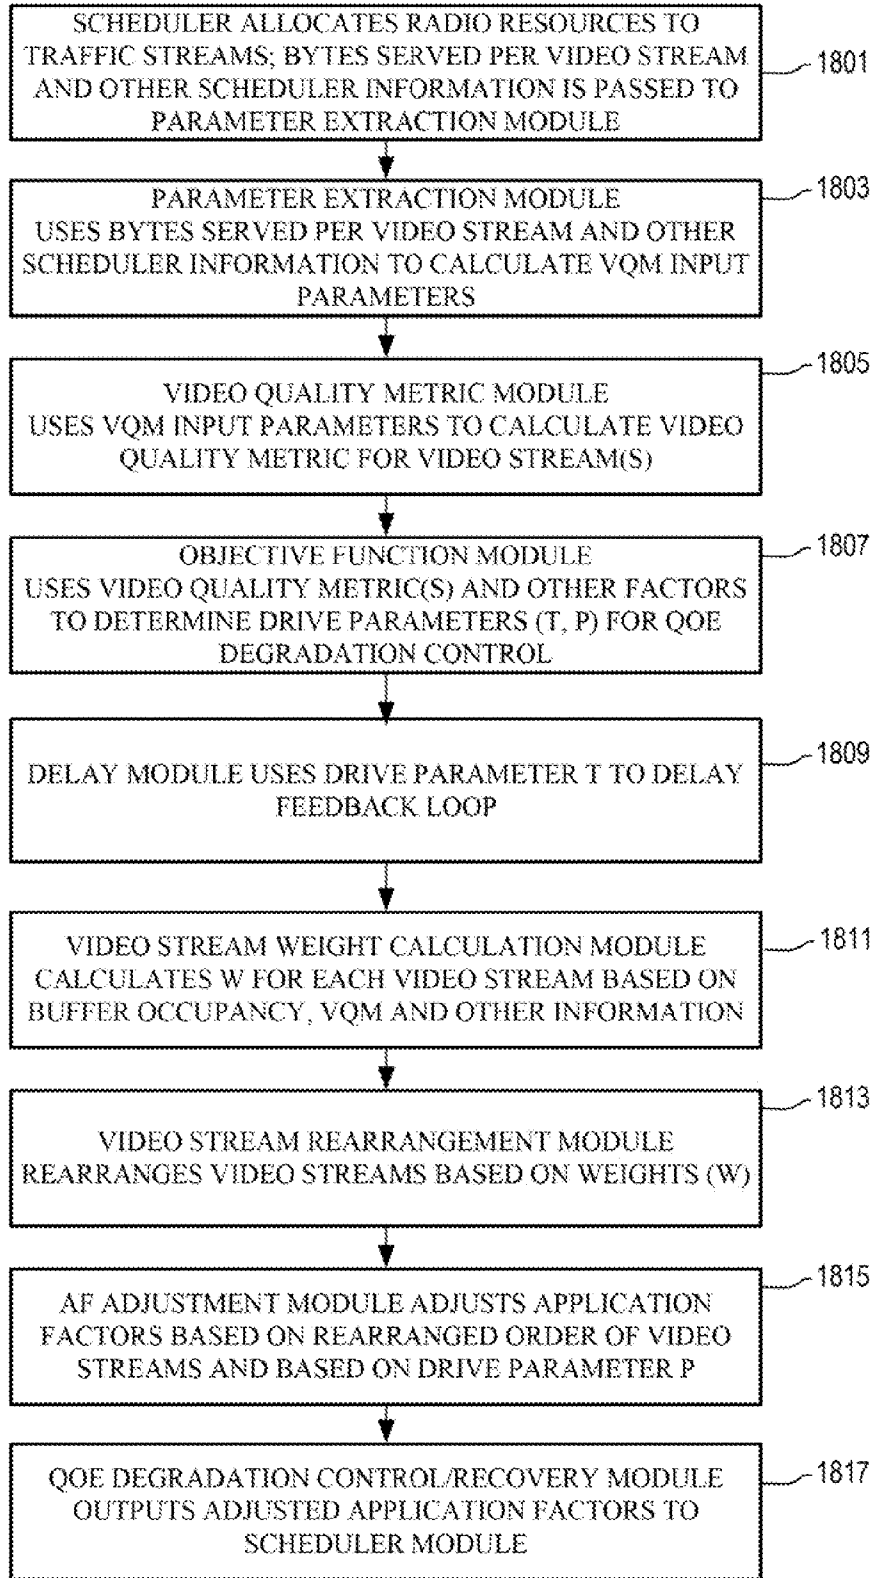 SCHEDULER ALLOCATES RADIO RESOURCES TO
TRAFFIC STREAMS; BYTES SERVED PER VIDEO STREAM
AND OTHER SCHEDULER INFORMATION IS PASSED TO
PARAMETER EXTRACTION MODULE
1801
PARAMETER EXTRACTION MODULE
USES BYTES SERVED PER VIDEO STREAM AND OTHER
SCHEDULER INFORMATION TO CALCULATE VQM INPUT
PARAMETERS
1803
VIDEO QUALITY METRIC MODULE
USES VQM INPUT PARAMETERS TO CALCULATE VIDEO
QUALITY METRIC FOR VIDEO STREAM(S)
1805
OBJECTIVE FUNCTION MODULE
USES VIDEO QUALITY METRIC(S) AND OTHER FACTORS
TO DETERMINE DRIVE PARAMETERS (T, P) FOR QOE
DEGRADATION CONTROL
1807
DELAY MODULE USES DRIVE PARAMETER T TO DELAY
FEEDBACK LOOP
1809
VIDEO STREAM WEIGHT CALCULATION MODULE
CALCULATES W FOR EACH VIDEO STREAM BASED ON
BUFFER OCCUPANCY, VQM AND OTHER INFORMATION
1811
VIDEO STREAM REARRANGEMENT MODULE
REARRANGES VIDEO STREAMS BASED ON WEIGHTS (W)
1813
AF ADJUSTMENT MODULE ADJUSTS APPLICATION
FACTORS BASED ON REARRANGED ORDER OF VIDEO
STREAMS AND BASED ON DRIVE PARAMETER P
1815
QOE DEGRADATION CONTROL/RECOVERY MODULE
OUTPUTS ADJUSTED APPLICATION FACTORS TO
SCHEDULER MODULE
1817